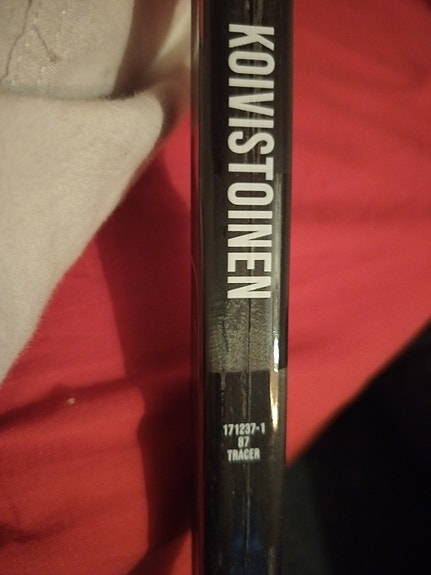 KOIVISTOINEN
171237-1
87
TRACER